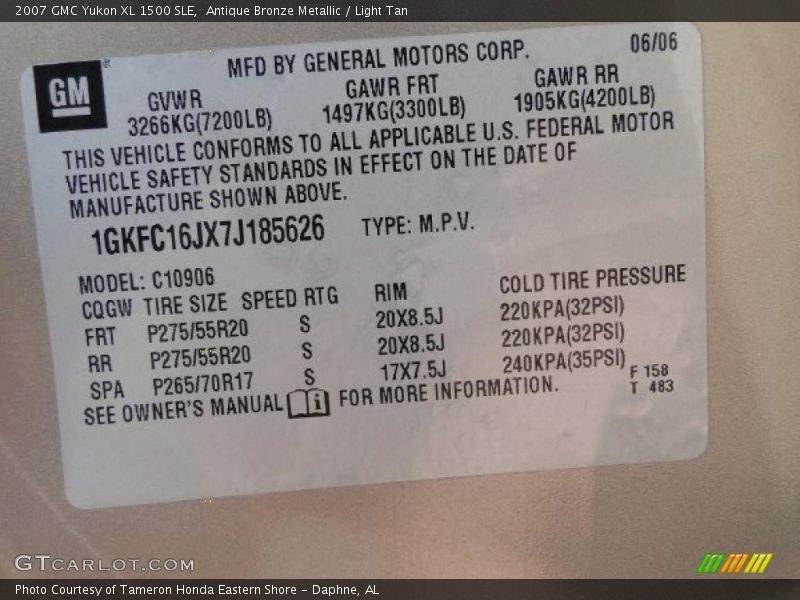 2007 GMC Yukon XL 1500 SLE,  Antique Bronze Metallic / Light Tan
GM
MFD BY GENERAL MOTORS CORP. 06/06
GVWR GAWR FRT GAWR RR
3266KG(7200LB) 1497KG(3300LB) 1905KG(4200LB)
THIS VEHICLE CONFORMS TO ALL APPLICABLE U.S. FEDERAL MOTOR
VEHICLE SAFETY STANDARDS IN EFFECT ON THE DATE OF
MANUFACTURE SHOWN ABOVE.
1GKFC16JX7J185626 TYPE: M.P.V.
MODEL: C10906
CQGW TIRE SIZE SPEED RTG RIM COLD TIRE PRESSURE
FRT P275/55R20 S 20X8.5J 220KPA(32PSI)
RR P275/55R20 S 20X8.5J 220KPA(32PSI)
SPA P265/70R17 S 17X7.5J 240KPA(35PSI)
F 158
T 483
SEE OWNER'S MANUAL i FOR MORE INFORMATION.
GTCARLOT.COM
Photo Courtesy of Tameron Honda Eastern Shore - Daphne, AL